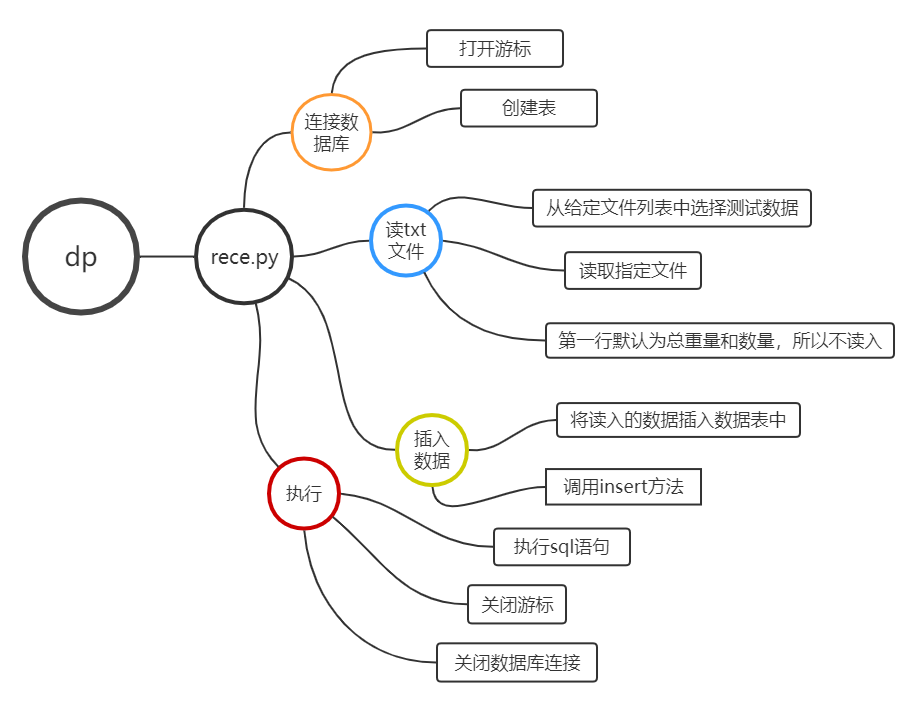 dp
rece.py
连接数
据库
打开游标
创建表
读txt
文件
从给定文件列表中选择测试数据
读取指定文件
第一行默认为总重量和数量，所以不读入
插入
数据
将读入的数据插入数据表中
调用insert方法
执行
执行sql语句
关闭游标
关闭数据库连接